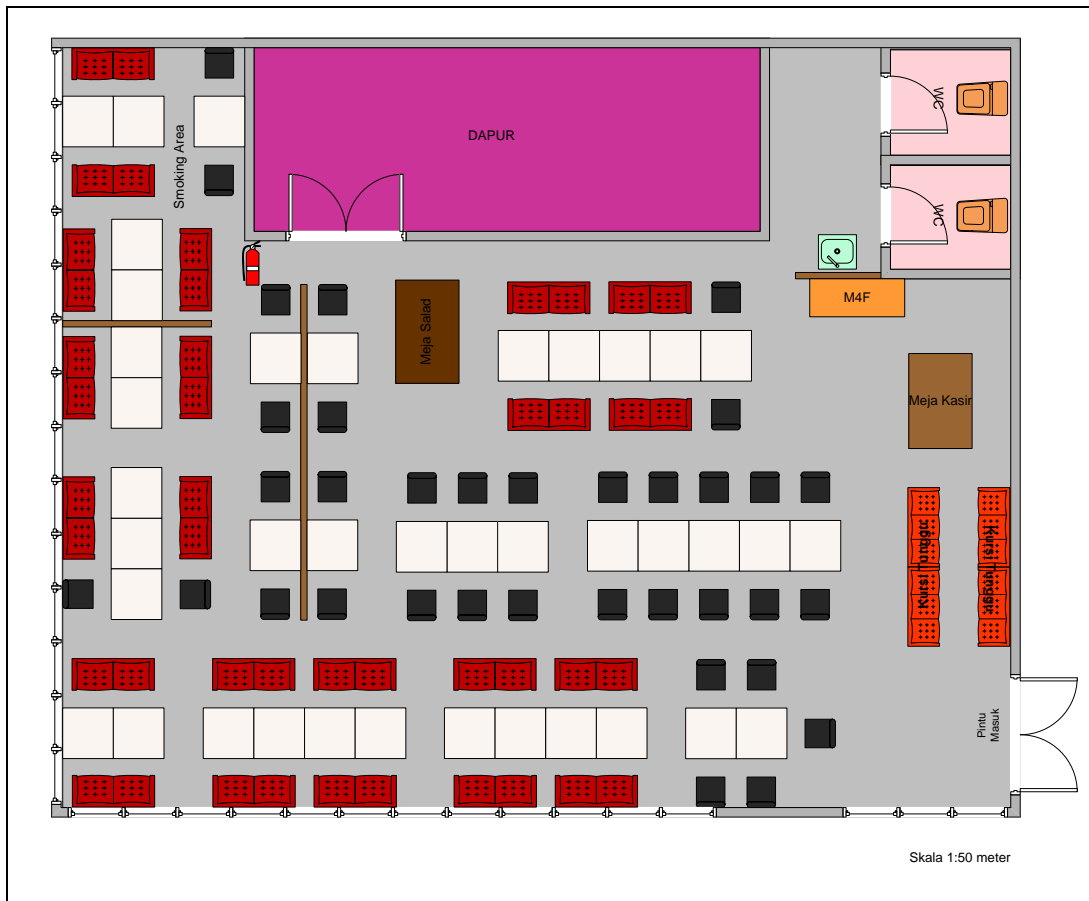 DAPUR
WC
Smoking Area
WC
M4F
Meja Salad
Meja Kasir
Kursi Tunggu
Kursi Tunggu
Pintu
Masuk
Skala 1:50 meter